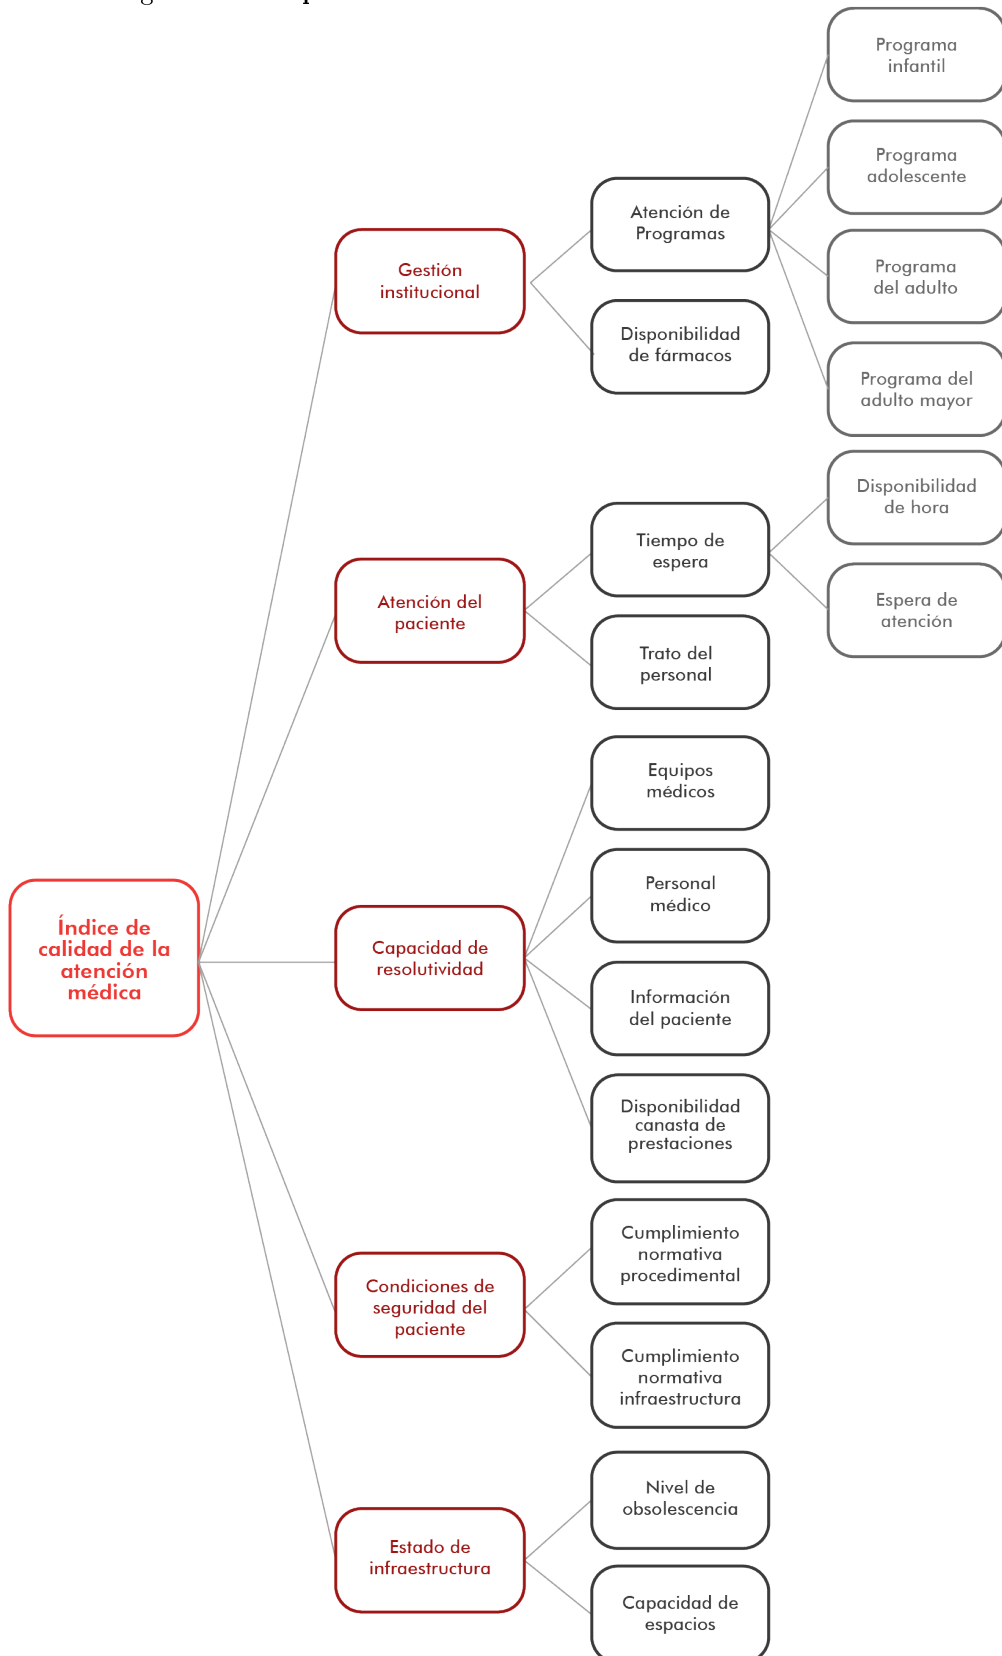 Programa
infantil
Programa
adolescente
Atención de
Programas
Gestión
institucional
Programa
del adulto
Disponibilidad
de fármacos
Programa del
adulto mayor
Disponibilidad
de hora
Tiempo de
espera
Atención del
paciente
Espera de
atención
Trato del
personal
Equipos
médicos
Personal
médico
Índice de
calidad de la
atención
médica
Capacidad de
resolutividad
Información
del paciente
Disponibilidad
canasta de
prestaciones
Cumplimiento
normativa
procedimental
Condiciones de
seguridad del
paciente
Cumplimiento
normativa
infraestructura
Nivel de
obsolescencia
Estado de
infraestructura
Capacidad de
espacios